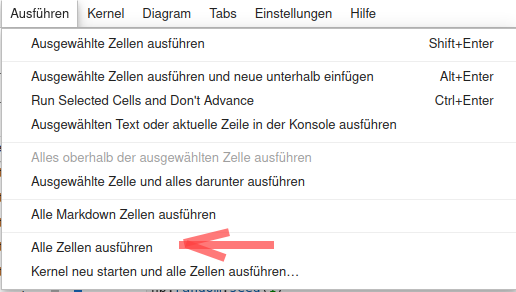 Ausführen Kernel Diagram Tabs Einstellungen Hilfe
Ausgewählte Zellen ausführen Shift+Enter
Ausgewählte Zellen ausführen und neue unterhalb einfügen Alt+Enter
Run Selected Cells and Don't Advance Ctrl+Enter
Ausgewählten Text oder aktuelle Zeile in der Konsole ausführen
Alles oberhalb der ausgewählten Zelle ausführen
Ausgewählte Zelle und alles darunter ausführen
Alle Markdown Zellen ausführen
Alle Zellen ausführen
Kernel neu starten und alle Zellen ausführen…